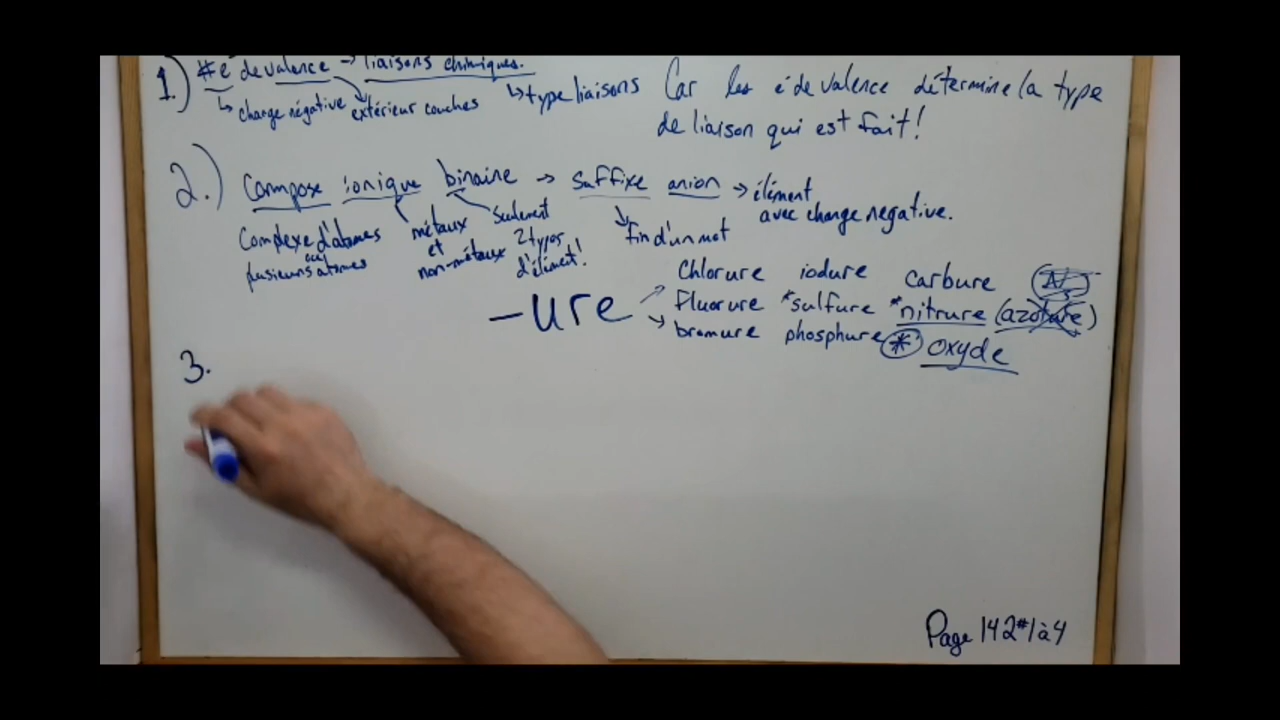 1.) #é de valence → liaisons chimiques.
↳ charge négative
extérieur couches
↳ type liaisons
Car les é de valence détermine la type
de liaison qui est fait!
2.) Compose ionique binaire → suffixe anion → élément
avec charge negative.
Complexe d'atomes
ou
plusieurs atomes
métaux
et
non-métaux
Seulement
2 types
d'élément!
fin d'un mot
-ure
Chlorure iodure carbure
fluorure *sulfure *nitrure (azoture)
bromure phosphure * oxyde
3.
Page 142 #1 à 4